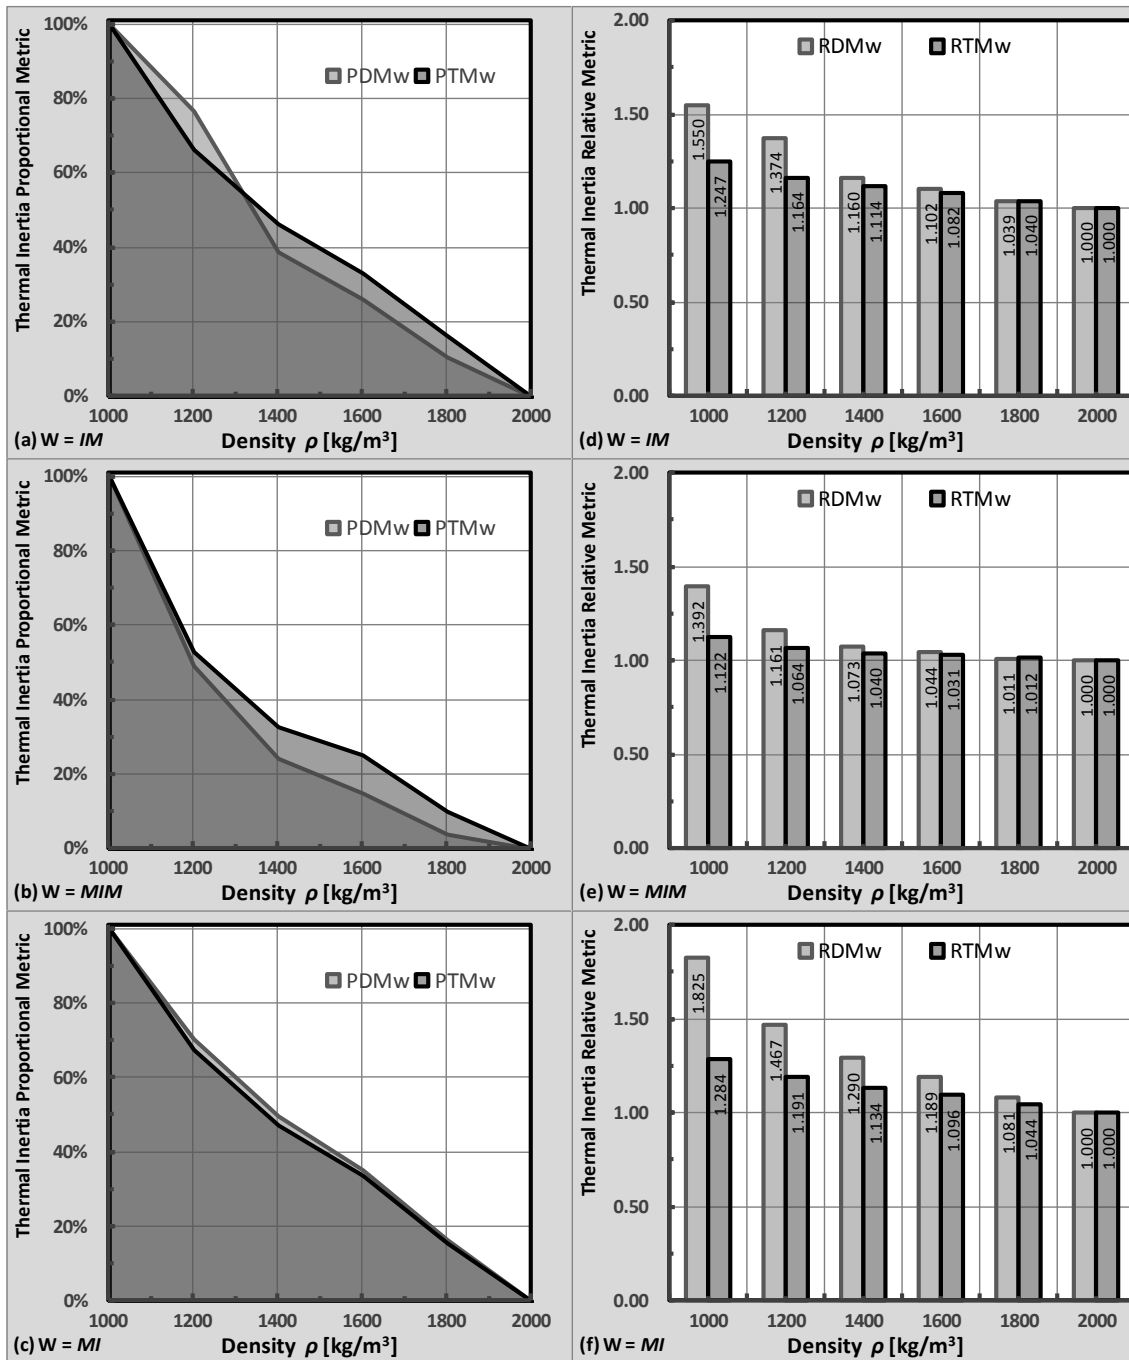 Thermal Inertia Proportional Metric
100%
80%
60%
40%
20%
0%
PDMw PTMw
1000 1200 1400 1600 1800 2000
(a) W = IM Density ρ [kg/m³]
Thermal Inertia Relative Metric
2.00
1.50
1.00
0.50
0.00
RDMw RTMw
1.550 1.247 1.374 1.164 1.160 1.114 1.102 1.082 1.039 1.040 1.000 1.000
1000 1200 1400 1600 1800 2000
(d) W = IM Density ρ [kg/m³]
Thermal Inertia Proportional Metric
100%
80%
60%
40%
20%
0%
PDMw PTMw
1000 1200 1400 1600 1800 2000
(b) W = MIM Density ρ [kg/m³]
Thermal Inertia Relative Metric
2.00
1.50
1.00
0.50
0.00
RDMw RTMw
1.392 1.122 1.161 1.064 1.073 1.040 1.044 1.031 1.011 1.012 1.000 1.000
1000 1200 1400 1600 1800 2000
(e) W = MIM Density ρ [kg/m³]
Thermal Inertia Proportional Metric
100%
80%
60%
40%
20%
0%
PDMw PTMw
1000 1200 1400 1600 1800 2000
(c) W = MI Density ρ [kg/m³]
Thermal Inertia Relative Metric
2.00
1.50
1.00
0.50
0.00
RDMw RTMw
1.825 1.284 1.467 1.191 1.290 1.134 1.189 1.096 1.081 1.044 1.000 1.000
1000 1200 1400 1600 1800 2000
(f) W = MI Density ρ [kg/m³]